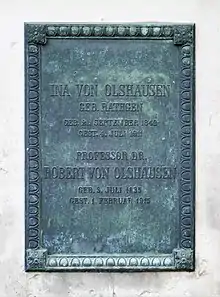 INA VON OLSHAUSEN
GEB. RATHGEN
GEB. SEPTEMBER
GEST. JULI
PROFESSOR DR.
ROBERT VON OLSHAUSEN
GEB. 3. JULI 1835
GEST. 1. FEBRUAR 1915